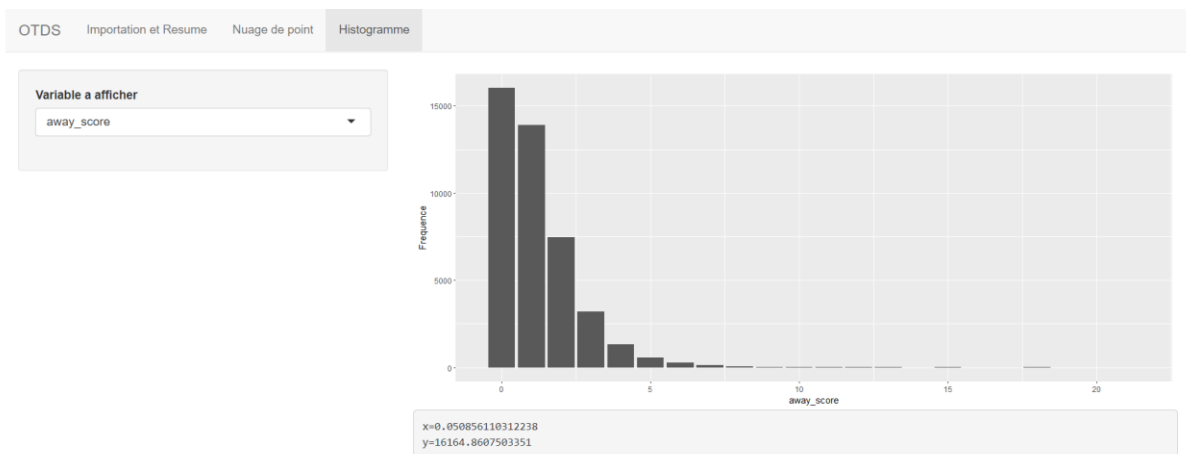 OTDS Importation et Resume Nuage de point Histogramme
Variable a afficher
away_score
15000
10000
5000
0
Frequence
0 5 10 15 20
away_score
x=0.050856110312238
y=16164.8607503351